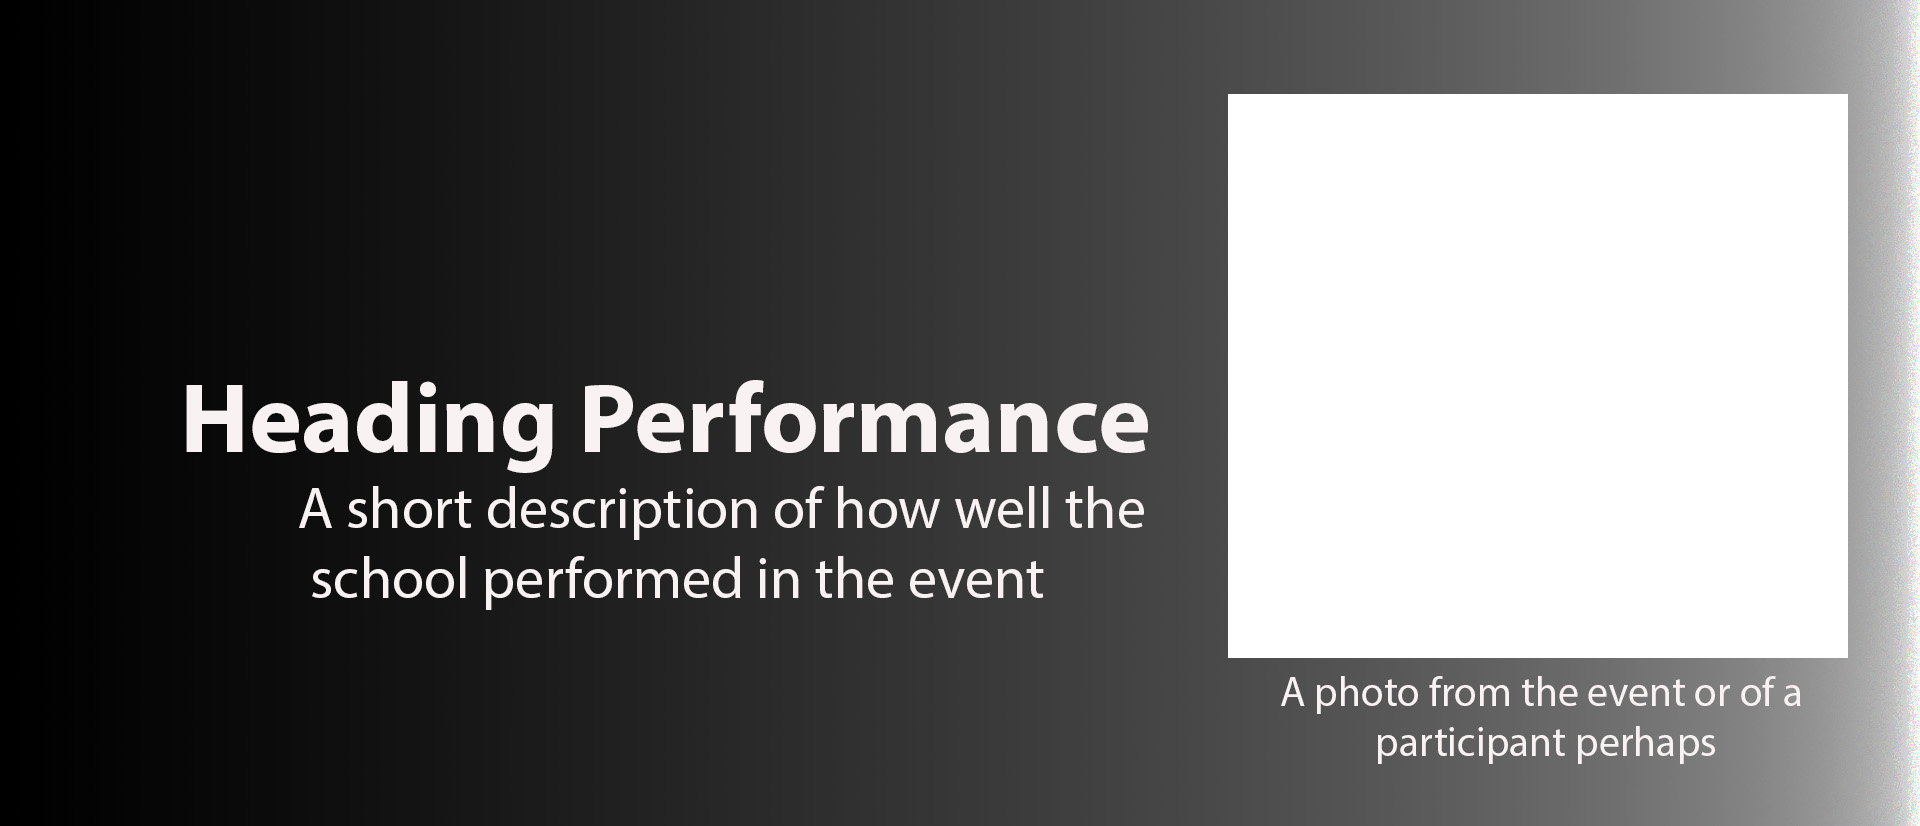 Heading Performance
A short description of how well the
school performed in the event
A photo from the event or of a
participant perhaps